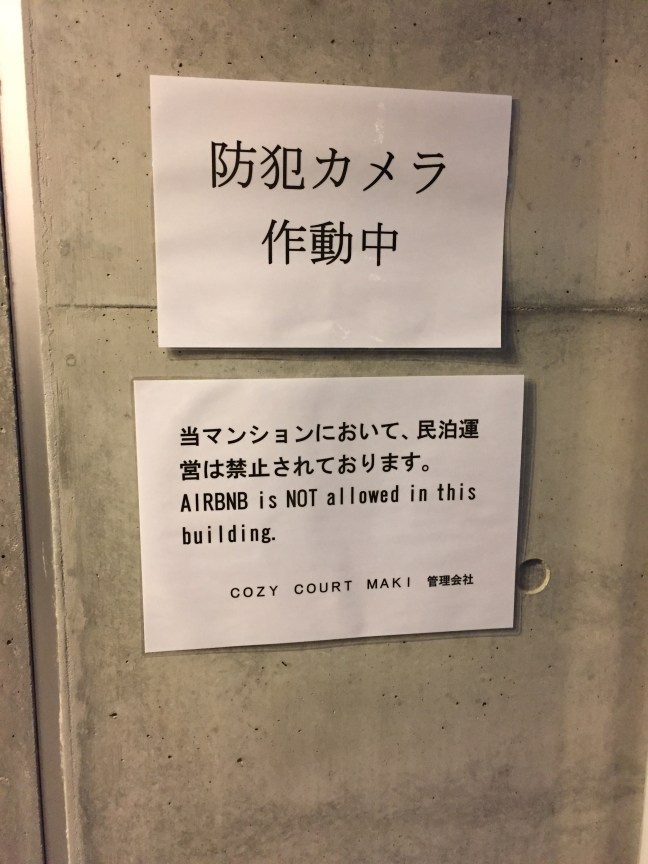 防犯カメラ
作動中
当マンションにおいて、民泊運
営は禁止されております。
AIRBNB is NOT allowed in this
building.
COZY COURT MAKI 管理会社